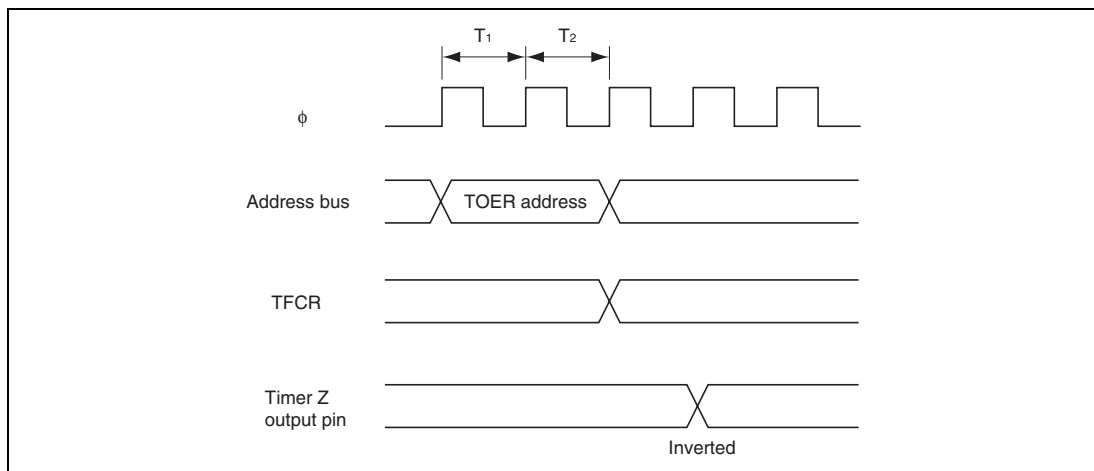 T1 T2
φ
Address bus TOER address
TFCR
Timer Z
output pin
Inverted